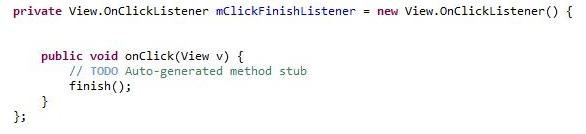 private View.OnClickListener mClickFinishListener = new View.OnClickListener() {
public void onClick(View v) {
// TODO Auto-generated method stub
finish();
}
};